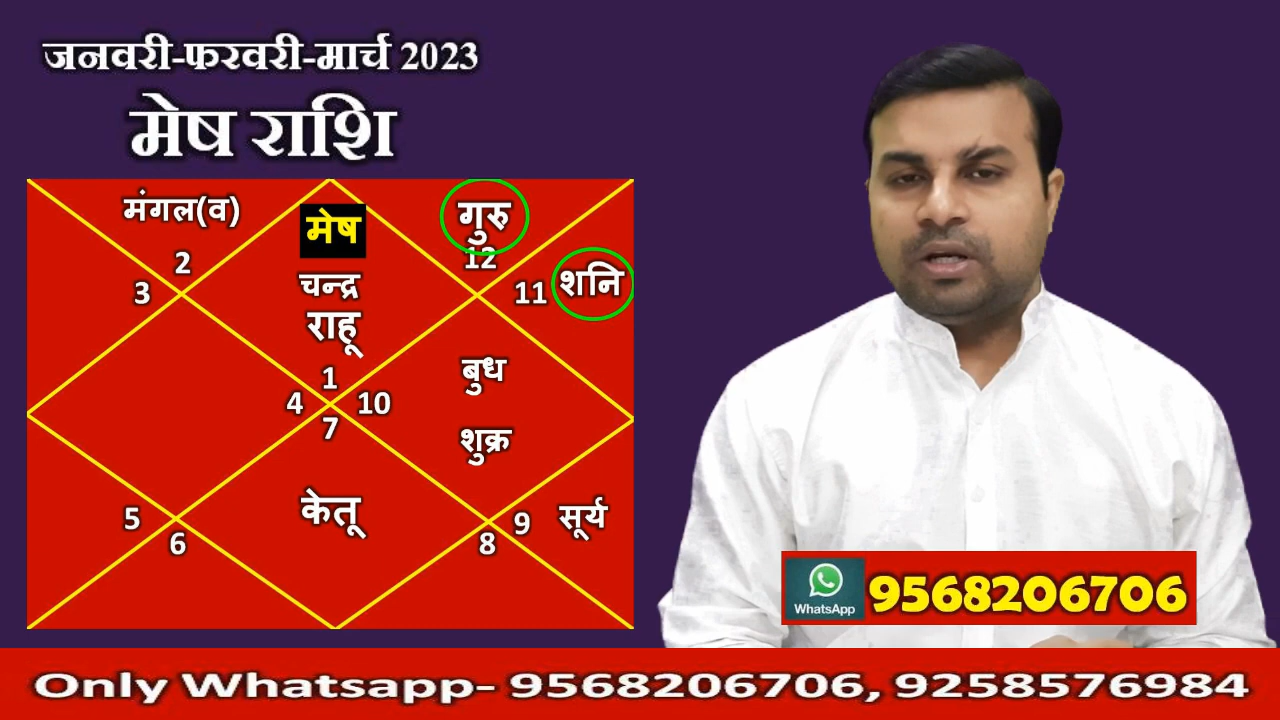 जनवरी-फरवरी-मार्च 2023
मेष राशि
मंगल(व)
मेष
गुरु
2
3
चन्द्र
राहू
12
11 शनि
1
4 10
7
बुध
शुक्र
5
6
केतू
9 सूर्य
8
WhatsApp 9568206706
Only Whatsapp- 9568206706, 9258576984